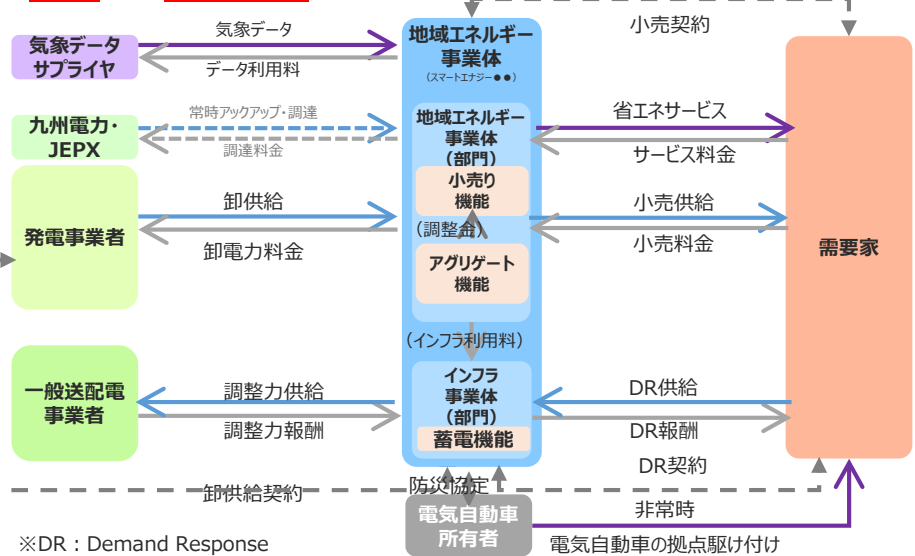 小売契約
気象データ
サプライヤ
気象データ
データ利用料
地域エネルギー
事業体
(スマートエナジー●●)
九州電力・
JEPX
常時アックアップ・調達
調達料金
地域エネルギー
事業体
(部門)
小売り
機能
(調整金)
アグリゲート
機能
省エネサービス
サービス料金
発電事業者
卸供給
卸電力料金
小売供給
小売料金
需要家
(インフラ利用料)
一般送配電
事業者
調整力供給
調整力報酬
インフラ
事業体
(部門)
蓄電機能
DR供給
DR報酬
DR契約
卸供給契約
防災協定
電気自動車
所有者
非常時
電気自動車の拠点駆け付け
※DR:Demand Response